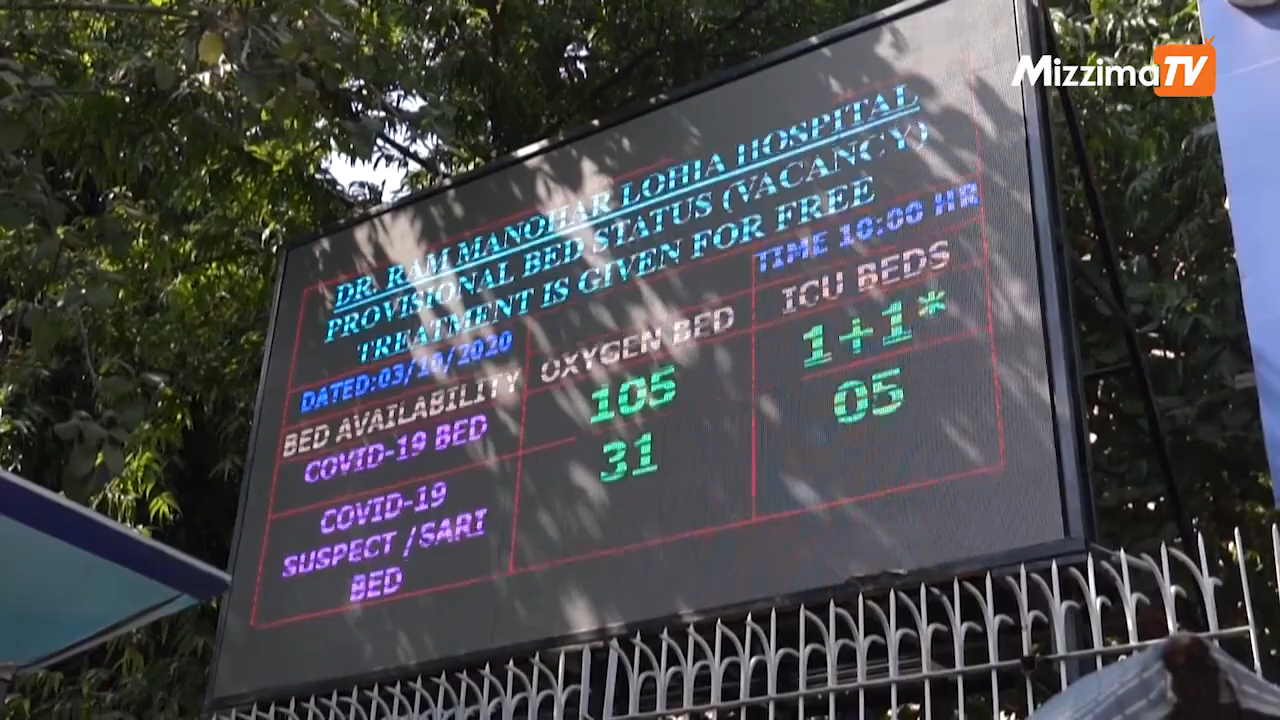 MizzimaTV
DR. RAM MANOHAR LOHIA HOSPITAL
PROVISIONAL BED STATUS (VACANCY)
TREATMENT IS GIVEN FOR FREE
DATED:03/10/2020
TIME 10:00 HR
BED AVAILABILITY
OXYGEN BED
ICU BEDS
COVID-19 BED
105
1+1*
COVID-19
SUSPECT /SARI
BED
31
05